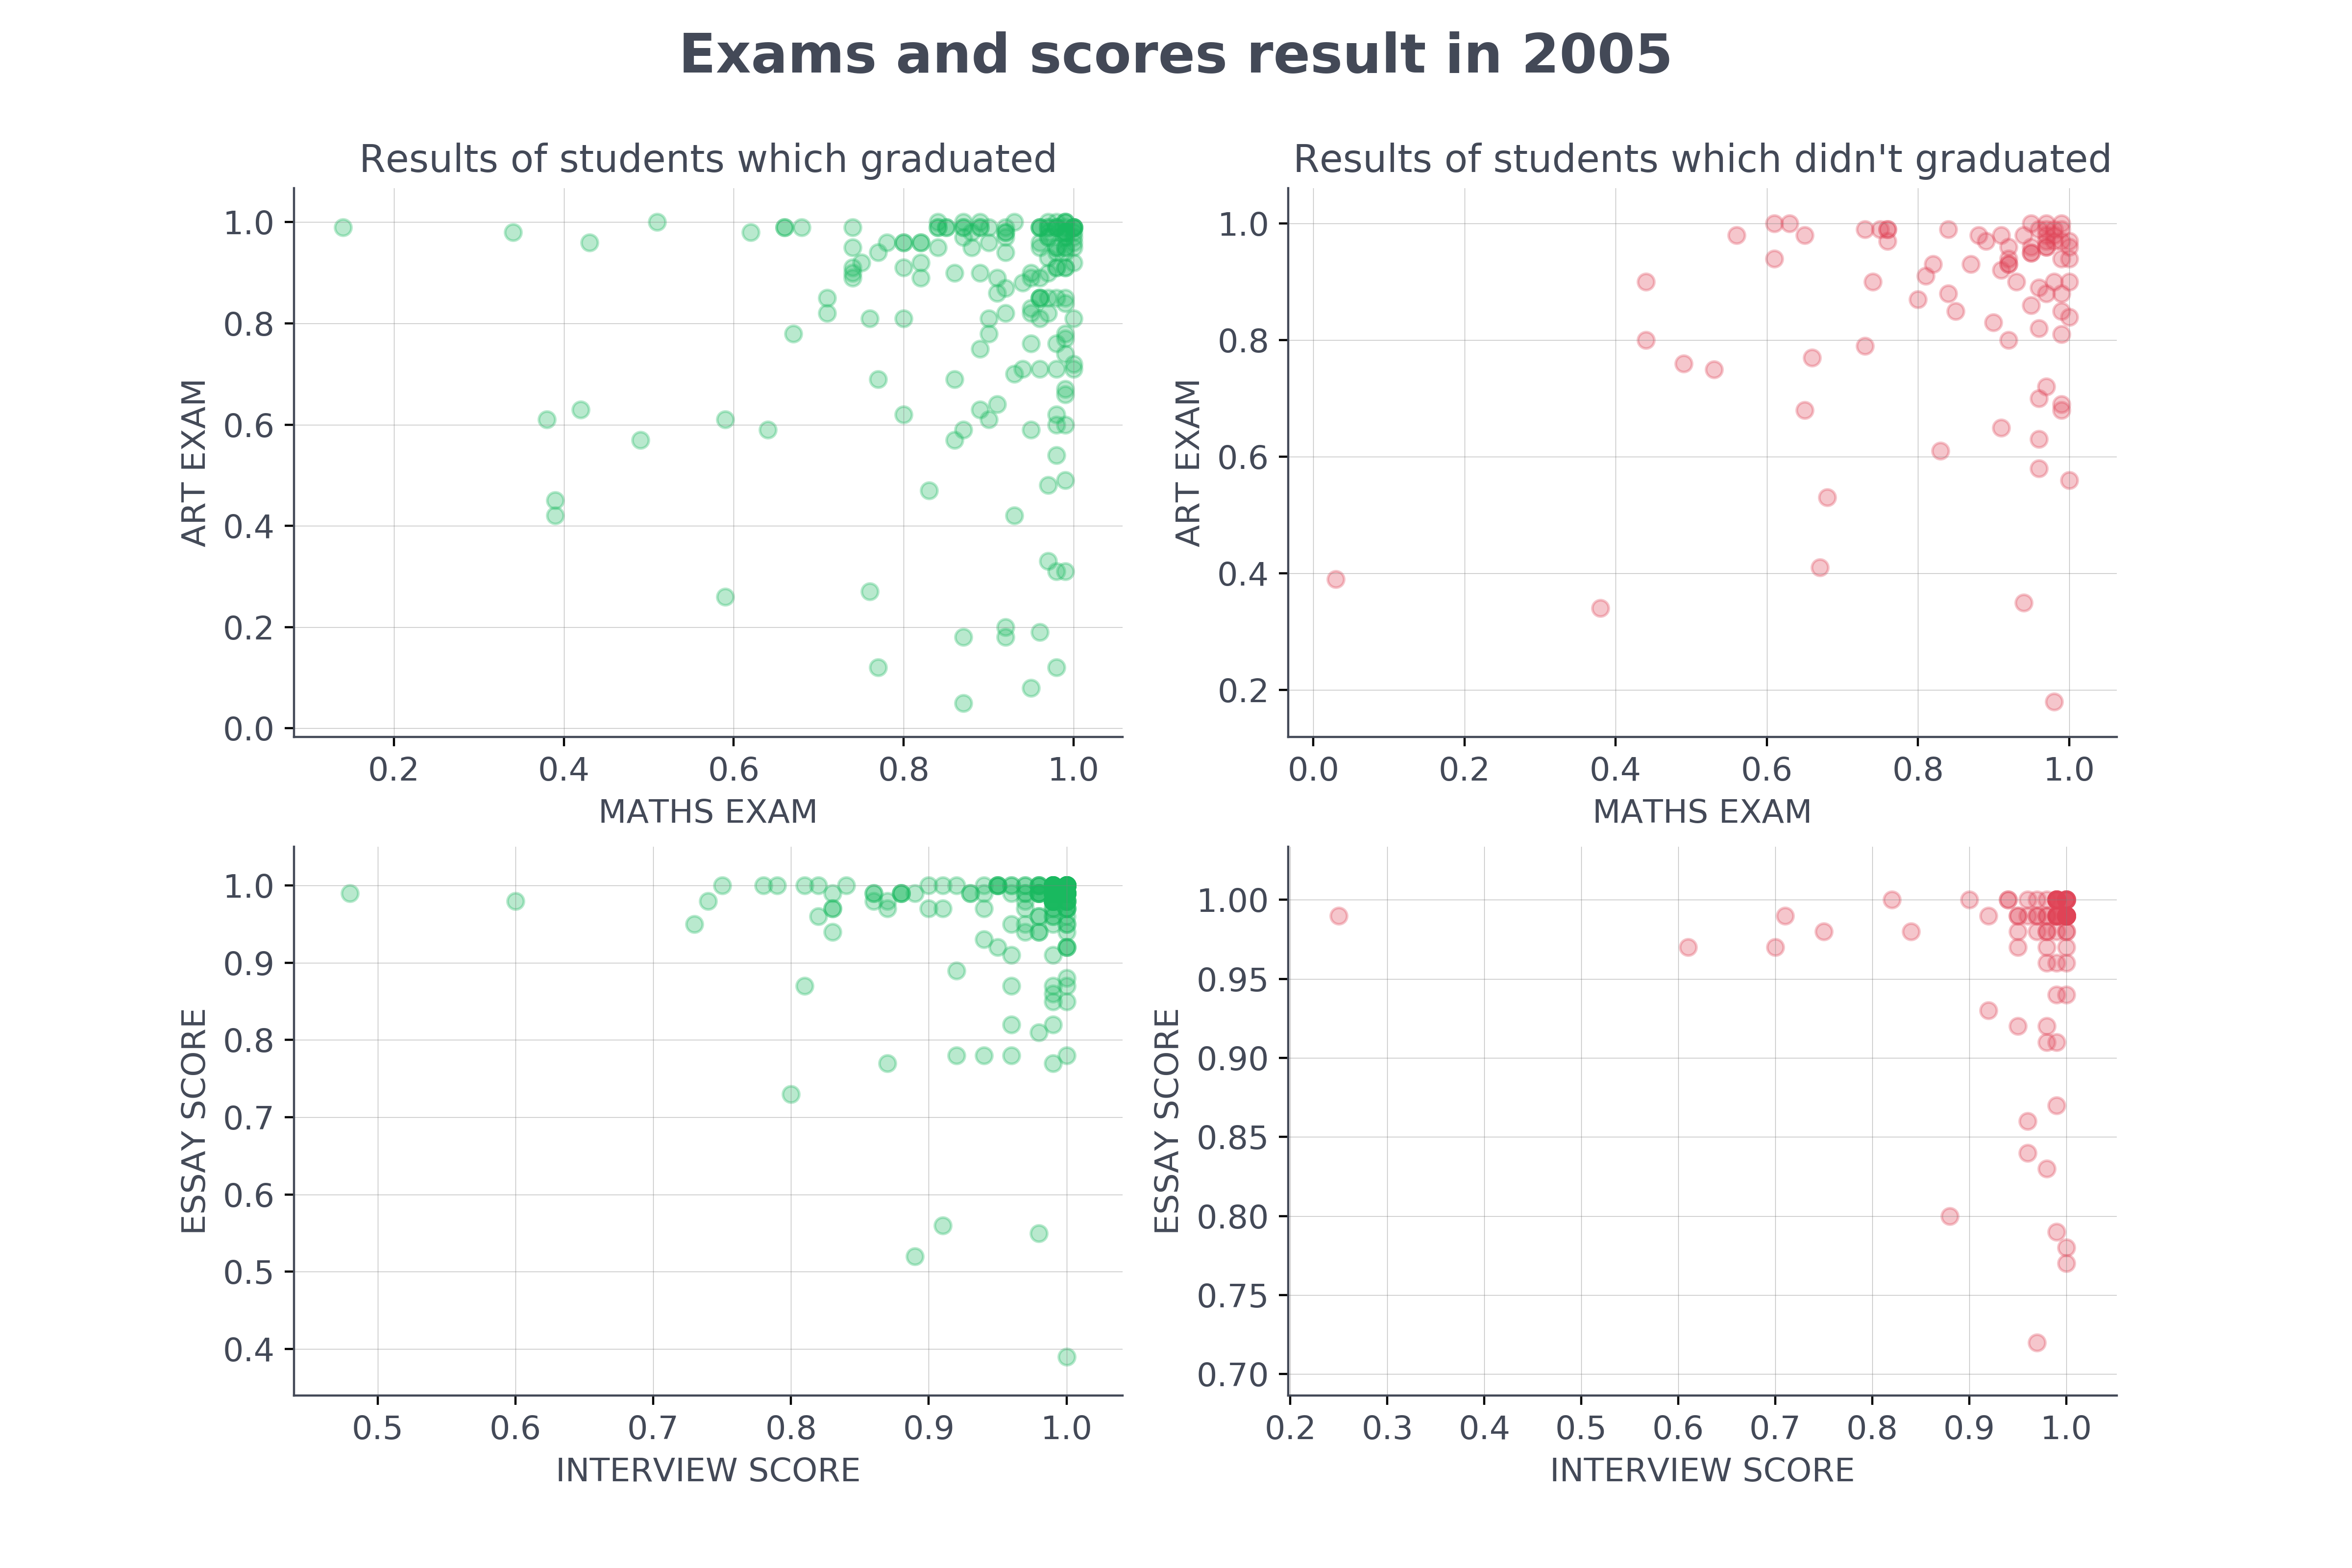 Exams and scores result in 2005
Results of students which graduated
ART EXAM
1.0
0.8
0.6
0.4
0.2
0.0
0.2 0.4 0.6 0.8 1.0
MATHS EXAM
Results of students which didn't graduated
ART EXAM
1.0
0.8
0.6
0.4
0.2
0.0 0.2 0.4 0.6 0.8 1.0
MATHS EXAM
ESSAY SCORE
1.0
0.9
0.8
0.7
0.6
0.5
0.4
0.5 0.6 0.7 0.8 0.9 1.0
INTERVIEW SCORE
ESSAY SCORE
1.00
0.95
0.90
0.85
0.80
0.75
0.70
0.2 0.3 0.4 0.5 0.6 0.7 0.8 0.9 1.0
INTERVIEW SCORE